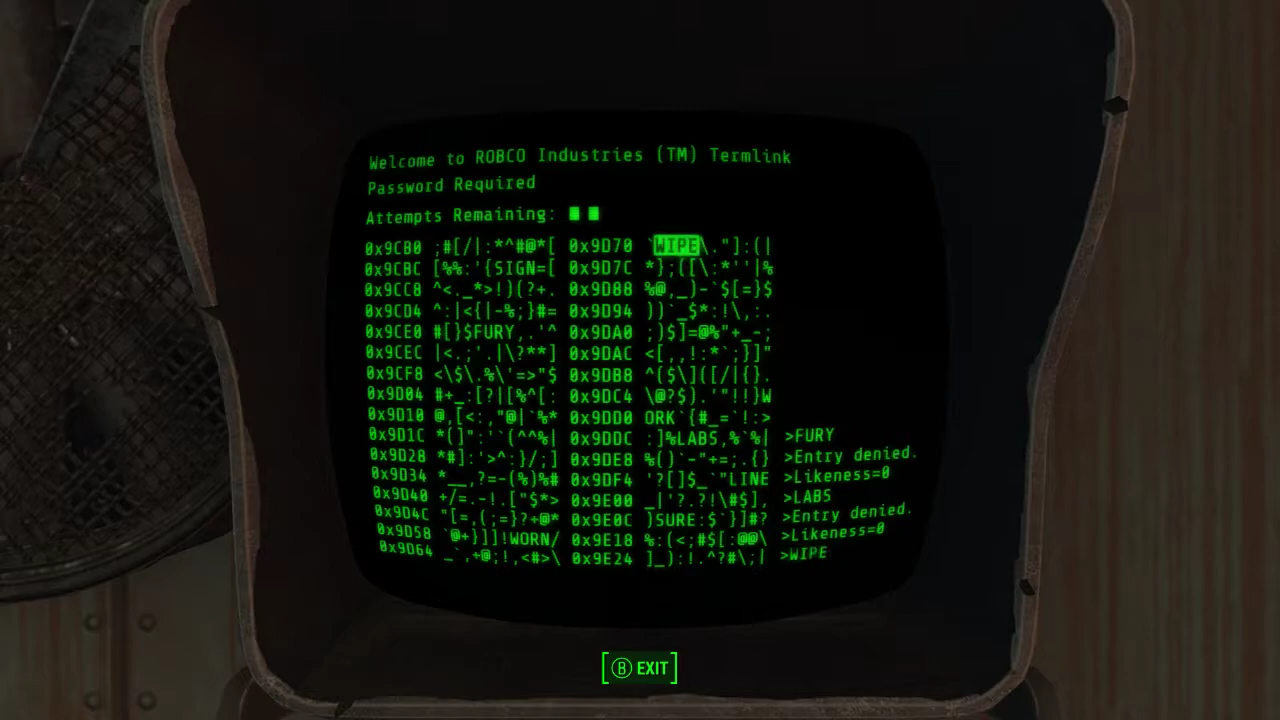 Welcome to ROBCO Industries (TM) Termlink
Password Required
Attempts Remaining: ■ ■
0x9CB0 ;#[/|:*^#@*[ 0x9D70 `WIPE\."]:(|
0x9CBC [%%:'{SIGN=[ 0x9D7C *};([\:*''|%
0x9CC8 ^<._*>!)(?+. 0x9D88 %@,_)-`$[=}$
0x9CD4 ^:|<{|-%;}#= 0x9D94 ))`_$*:!\,:.
0x9CE0 #[}$FURY,.'^ 0x9DA0 ;)$]=@%"+_-;
0x9CEC |<.;'.|\?**] 0x9DAC <[,,!:*`;}]"
0x9CF8 <\$\.%\'=>"$ 0x9DB8 ^[$\]([/|{}.
0x9D04 #+_:[?|[%^[: 0x9DC4 \@?$).'"!!}W
0x9D10 @,[<:,"@|`%* 0x9DD0 ORK`{#_=`!:>
0x9D1C *(]":'`(^^%| 0x9DDC :]%LABS,%`%| >FURY
0x9D28 *#]:'>^:}/;] 0x9DE8 %()`-"+=;.{} >Entry denied.
0x9D34 *__,?=-(%)%# 0x9DF4 '?[]$_`"LINE >Likeness=0
0x9D40 +/=.-!.["$*> 0x9E00 _|'?.?!\#$], >LABS
0x9D4C "[=,(;=}?+@* 0x9E0C )SURE:$`}]#? >Entry denied.
0x9D58 `@+}]]!WORN/ 0x9E18 %:(<;#$[:@@\ >Likeness=0
0x9D64 _`,+@;!,<#>\ 0x9E24 ]_):!.^?#\;| >WIPE
Ⓑ EXIT